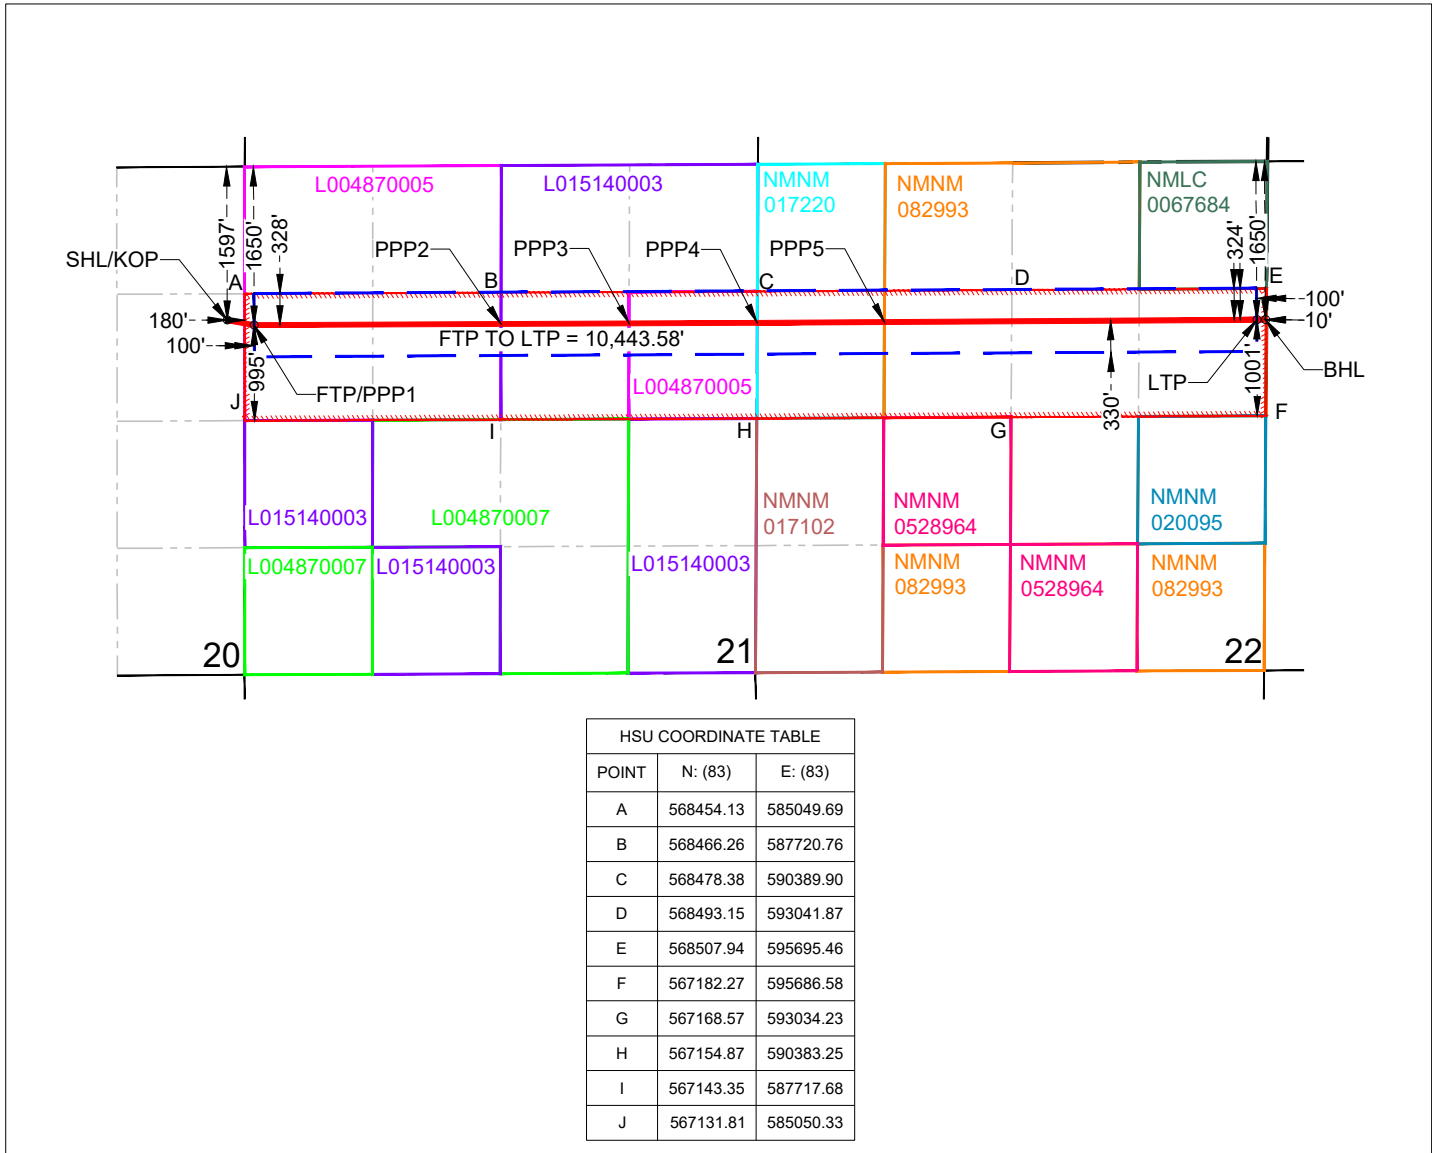 L004870005
L015140003
NMNM
017220
NMNM
082993
NMLC
0067684
1597'
1650'
328'
324'
1650'
SHL/KOP
PPP2
PPP3
PPP4
PPP5
A
B
C
D
E
180'
100'
100'
10'
FTP TO LTP = 10,443.58'
995'
FTP/PPP1
L004870005
330'
LTP
1001'
BHL
J
I
H
G
F
L015140003
L004870007
NMNM
017102
NMNM
0528964
NMNM
020095
L004870007
L015140003
L015140003
NMNM
082993
NMNM
0528964
NMNM
082993
20
21
22
HSU COORDINATE TABLE
POINT N: (83) E: (83)
A 568454.13 585049.69
B 568466.26 587720.76
C 568478.38 590389.90
D 568493.15 593041.87
E 568507.94 595695.46
F 567182.27 595686.58
G 567168.57 593034.23
H 567154.87 590383.25
I 567143.35 587717.68
J 567131.81 585050.33